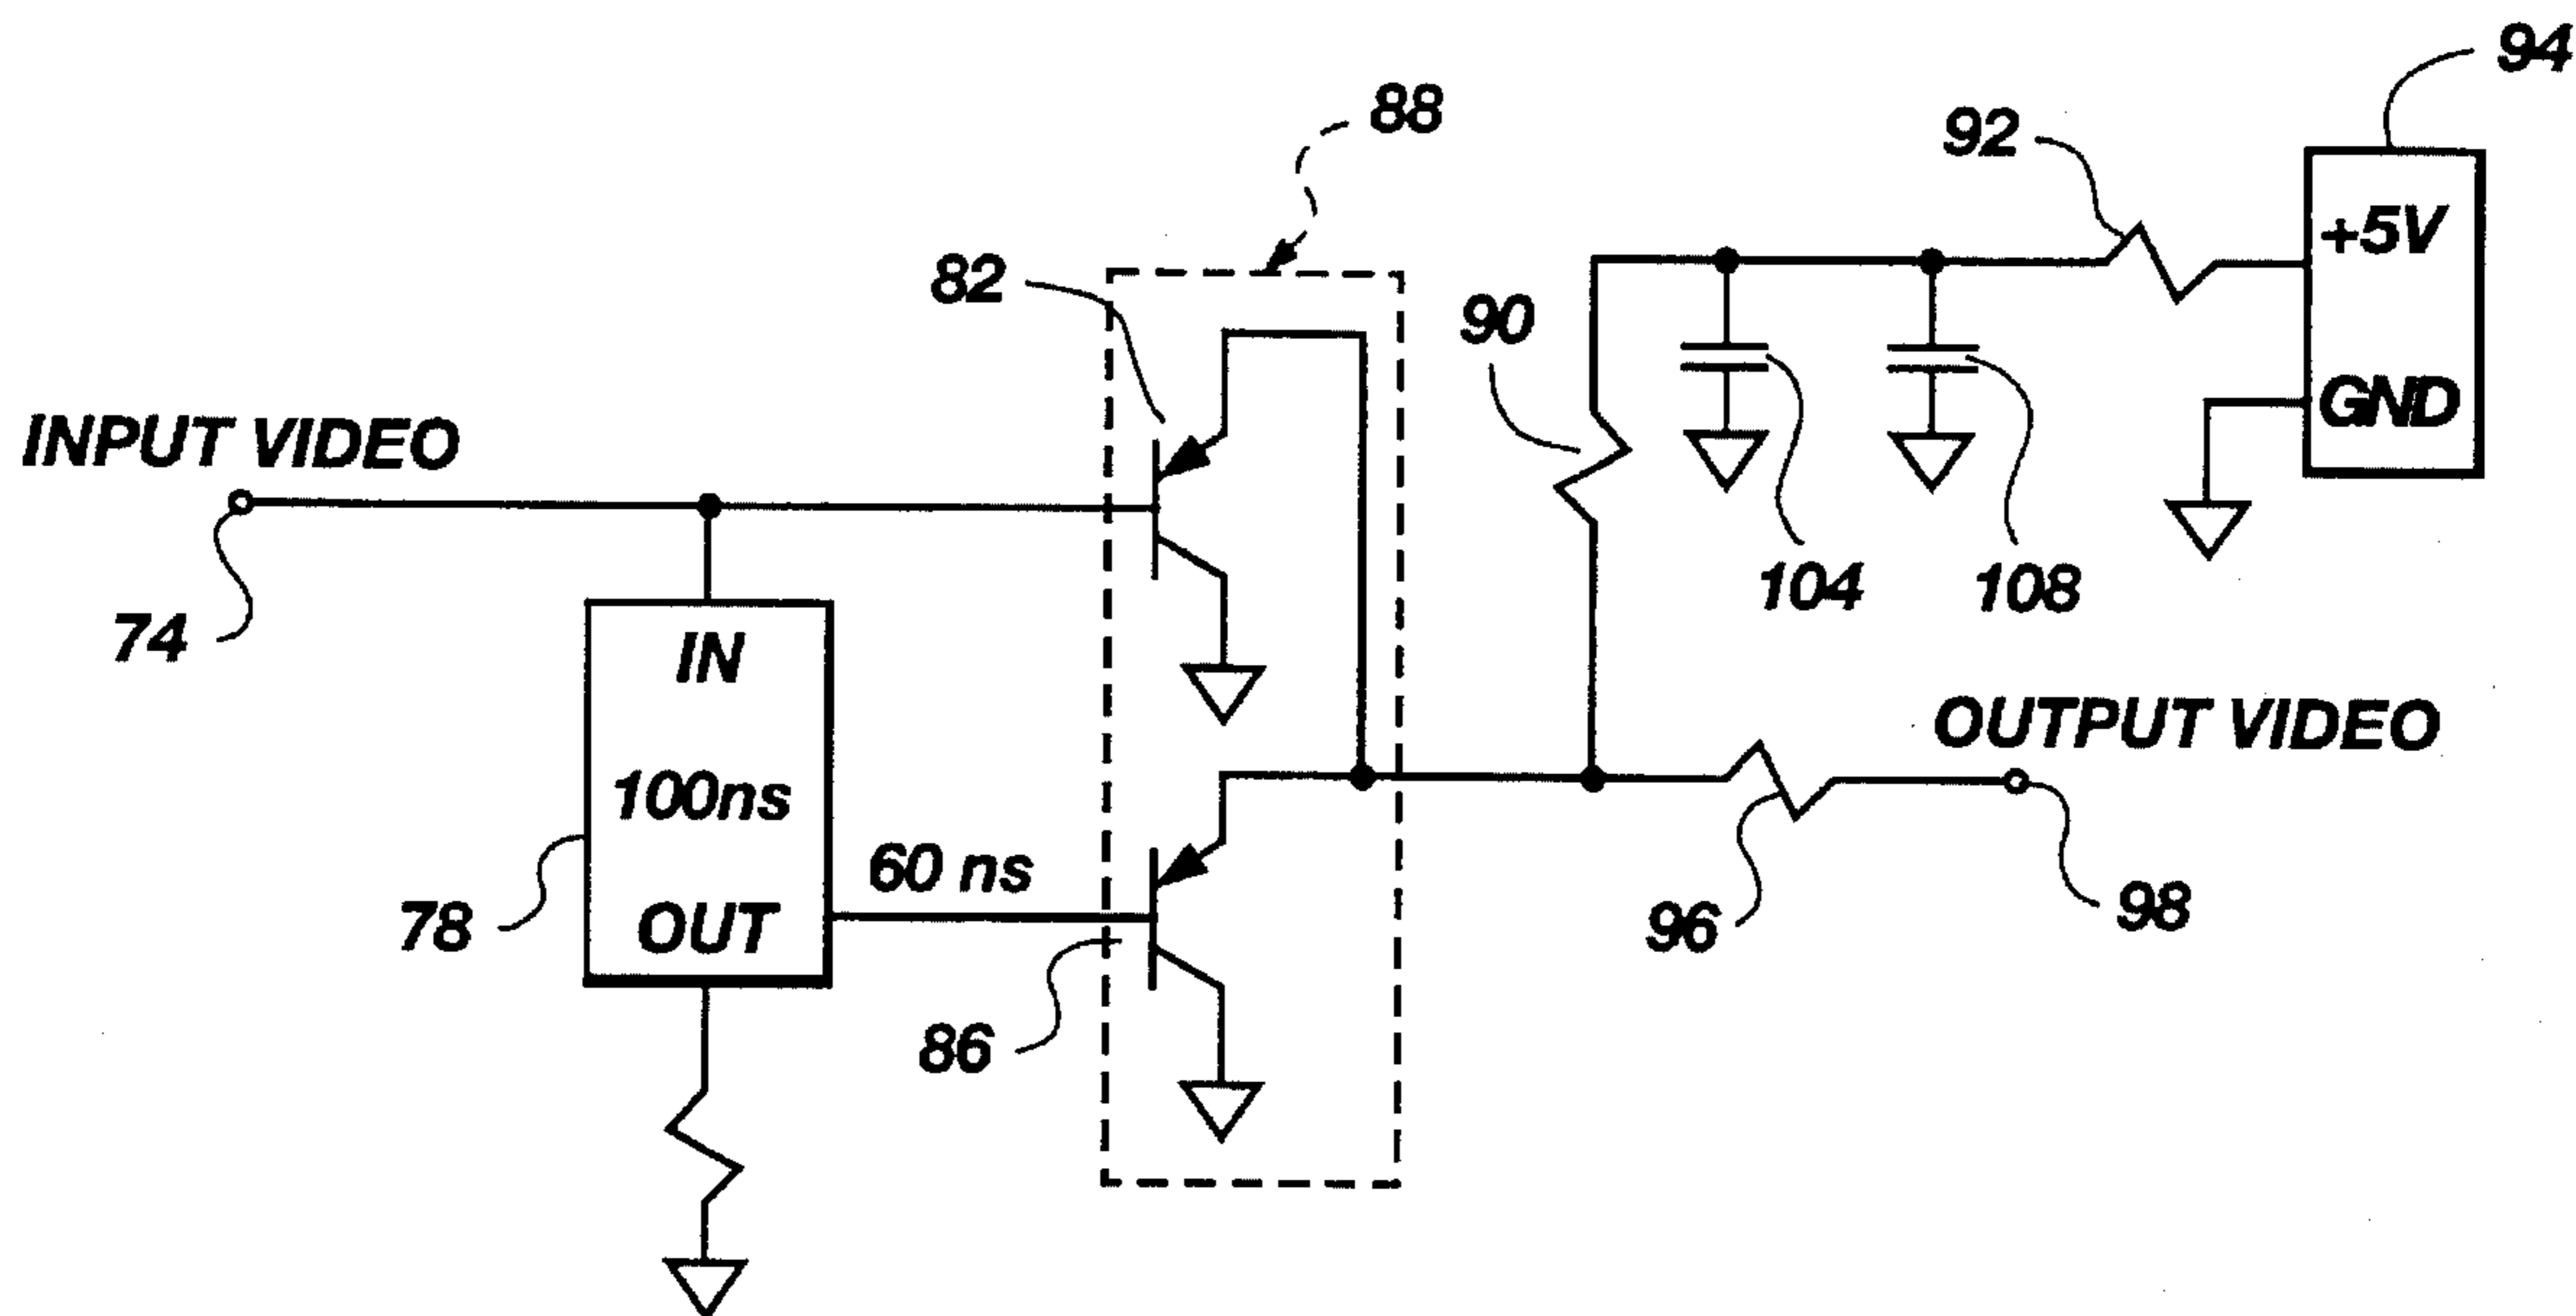 94
88
92
+5V
82
90
GND
INPUT VIDEO
104
108
74
IN
OUTPUT VIDEO
100ns
60 ns
78
OUT
96
98
86